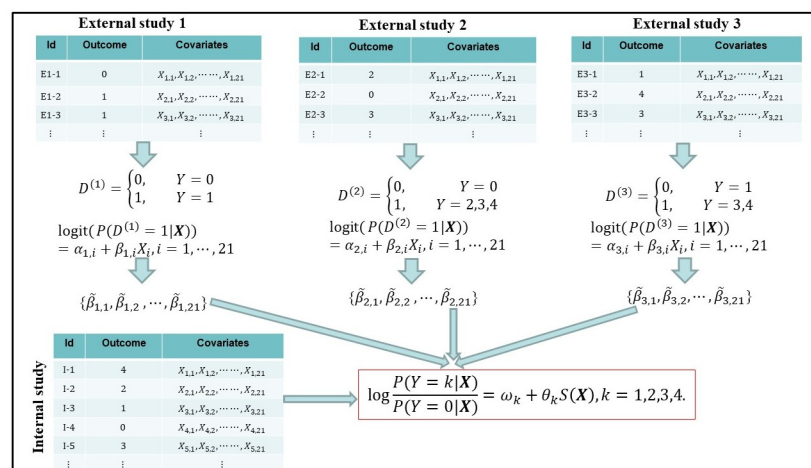 External study 1
Id Outcome Covariates
E1-1 0 X₁,₁, X₁,₂, ⋯⋯, X₁,₂₁
E1-2 1 X₂,₁, X₂,₂, ⋯⋯, X₂,₂₁
E1-3 1 X₃,₁, X₃,₂, ⋯⋯, X₃,₂₁
⋮ ⋮ ⋮
D⁽¹⁾ = {0, Y = 0
1, Y = 1
logit(P(D⁽¹⁾ = 1|X))
= α₁,ᵢ + β₁,ᵢXᵢ, i = 1, ⋯, 21
{β̃₁,₁, β̃₁,₂, ⋯, β̃₁,₂₁}
External study 2
Id Outcome Covariates
E2-1 2 X₁,₁, X₁,₂, ⋯⋯, X₁,₂₁
E2-2 0 X₂,₁, X₂,₂, ⋯⋯, X₂,₂₁
E2-3 3 X₃,₁, X₃,₂, ⋯⋯, X₃,₂₁
⋮ ⋮ ⋮
D⁽²⁾ = {0, Y = 0
1, Y = 2,3,4
logit(P(D⁽²⁾ = 1|X))
= α₂,ᵢ + β₂,ᵢXᵢ, i = 1, ⋯, 21
{β̃₂,₁, β̃₂,₂, ⋯, β̃₂,₂₁}
External study 3
Id Outcome Covariates
E3-1 1 X₁,₁, X₁,₂, ⋯⋯, X₁,₂₁
E3-2 4 X₂,₁, X₂,₂, ⋯⋯, X₂,₂₁
E3-3 3 X₃,₁, X₃,₂, ⋯⋯, X₃,₂₁
⋮ ⋮ ⋮
D⁽³⁾ = {0, Y = 1
1, Y = 3,4
logit(P(D⁽³⁾ = 1|X))
= α₃,ᵢ + β₃,ᵢXᵢ, i = 1, ⋯, 21
{β̃₃,₁, β̃₃,₂, ⋯, β̃₃,₂₁}
Internal study
Id Outcome Covariates
I-1 4 X₁,₁, X₁,₂, ⋯⋯, X₁,₂₁
I-2 2 X₂,₁, X₂,₂, ⋯⋯, X₂,₂₁
I-3 1 X₃,₁, X₃,₂, ⋯⋯, X₃,₂₁
I-4 0 X₄,₁, X₄,₂, ⋯⋯, X₄,₂₁
I-5 3 X₅,₁, X₅,₂, ⋯⋯, X₅,₂₁
⋮ ⋮ ⋮
log P(Y = k|X) / P(Y = 0|X) = ωₖ + θₖS(X), k = 1,2,3,4.